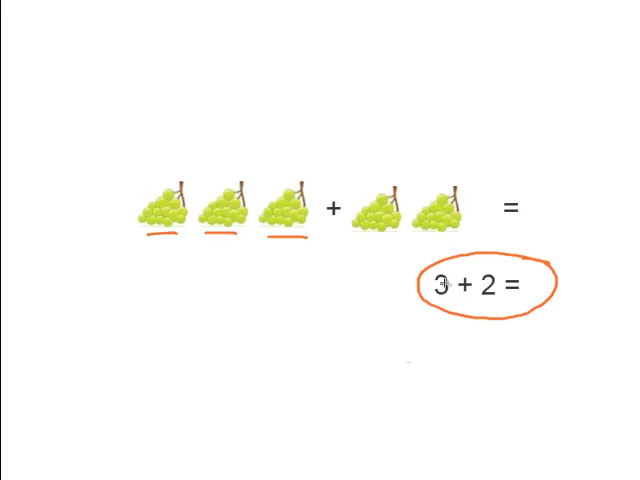 + =
3 + 2 =